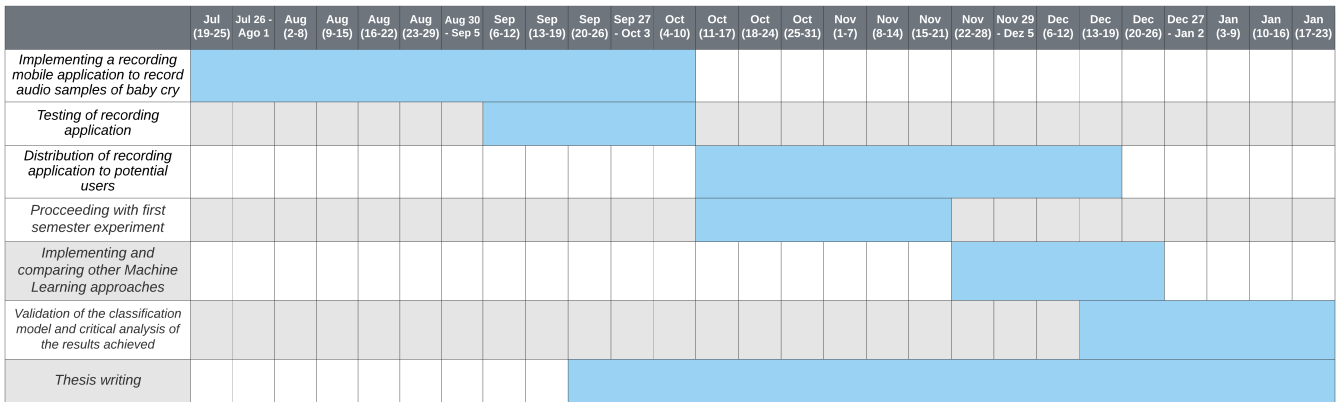 Jul Jul 26 - Aug Aug Aug Aug Aug 30 Sep Sep Sep Sep 27 Oct Oct Oct Oct Nov Nov Nov Nov Nov 29 Dec Dec Dec Dec 27 Jan Jan Jan
(19-25) Ago 1 (2-8) (9-15) (16-22) (23-29) - Sep 5 (6-12) (13-19) (20-26) - Oct 3 (4-10) (11-17) (18-24) (25-31) (1-7) (8-14) (15-21) (22-28) - Dez 5 (6-12) (13-19) (20-26) - Jan 2 (3-9) (10-16) (17-23)
Implementing a recording
mobile application to record
audio samples of baby cry
Testing of recording
application
Distribution of recording
application to potential
users
Procceeding with first
semester experiment
Implementing and
comparing other Machine
Learning approaches
Validation of the classification
model and critical analysis of
the results achieved
Thesis writing